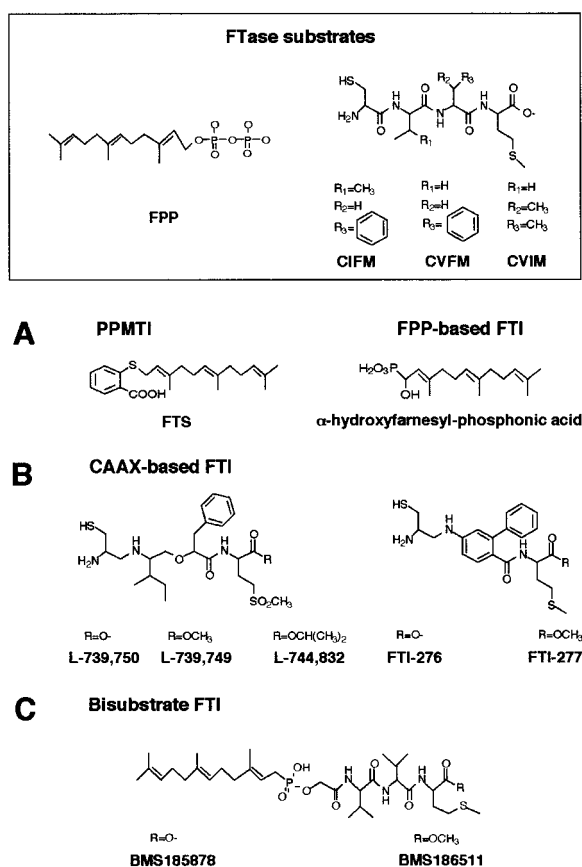 FTase substrates
FPP
R₁=CH₃ R₁=H R₁=H
R₂=H R₂=H R₂=CH₃
R₃= R₃= R₃=CH₃
CIFM CVFM CVIM
A PPMTI FPP-based FTI
FTS α-hydroxyfarnesyl-phosphonic acid
B CAAX-based FTI
R=O- R=OCH₃ R=OCH(CH₃)₂ R=O- R=OCH₃
L-739,750 L-739,749 L-744,832 FTI-276 FTI-277
C Bisubstrate FTI
R=O- R=OCH₃
BMS185878 BMS186511